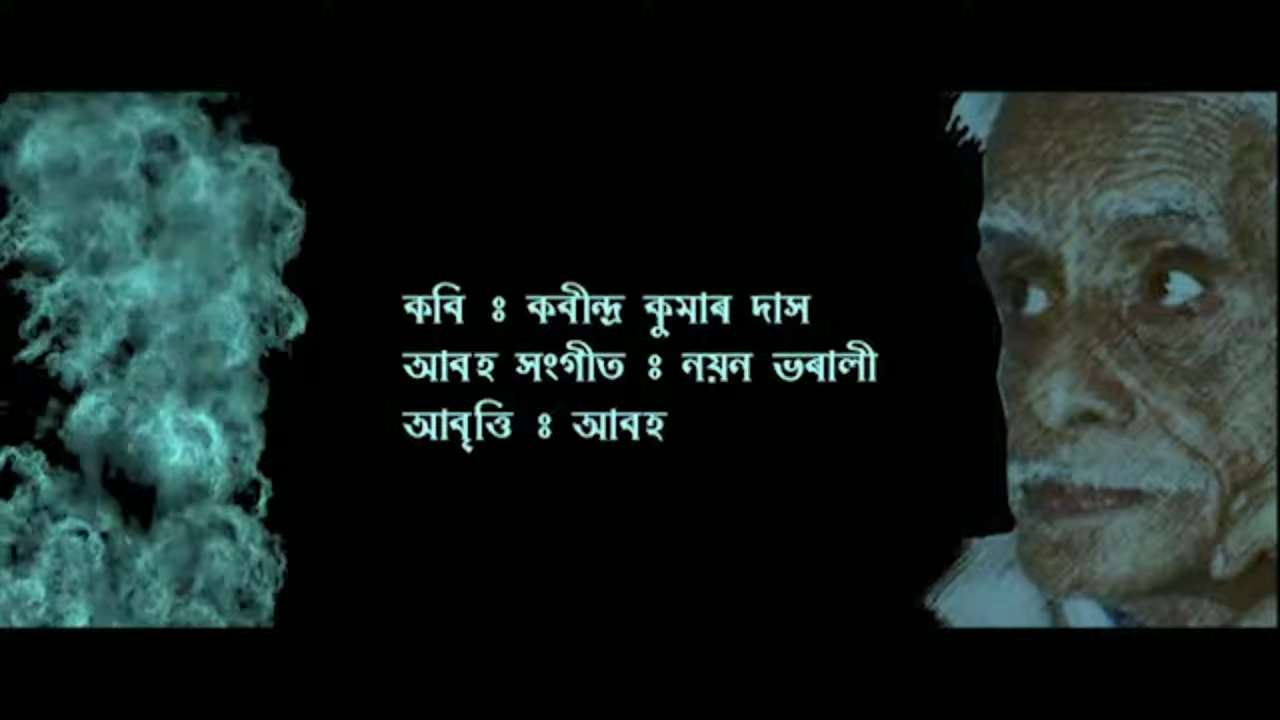 কবি ঃ কবীন্দ্ৰ কুমাৰ দাস
আবহ সংগীত ঃ নয়ন ভৰালী
আবৃত্তি ঃ আবহ